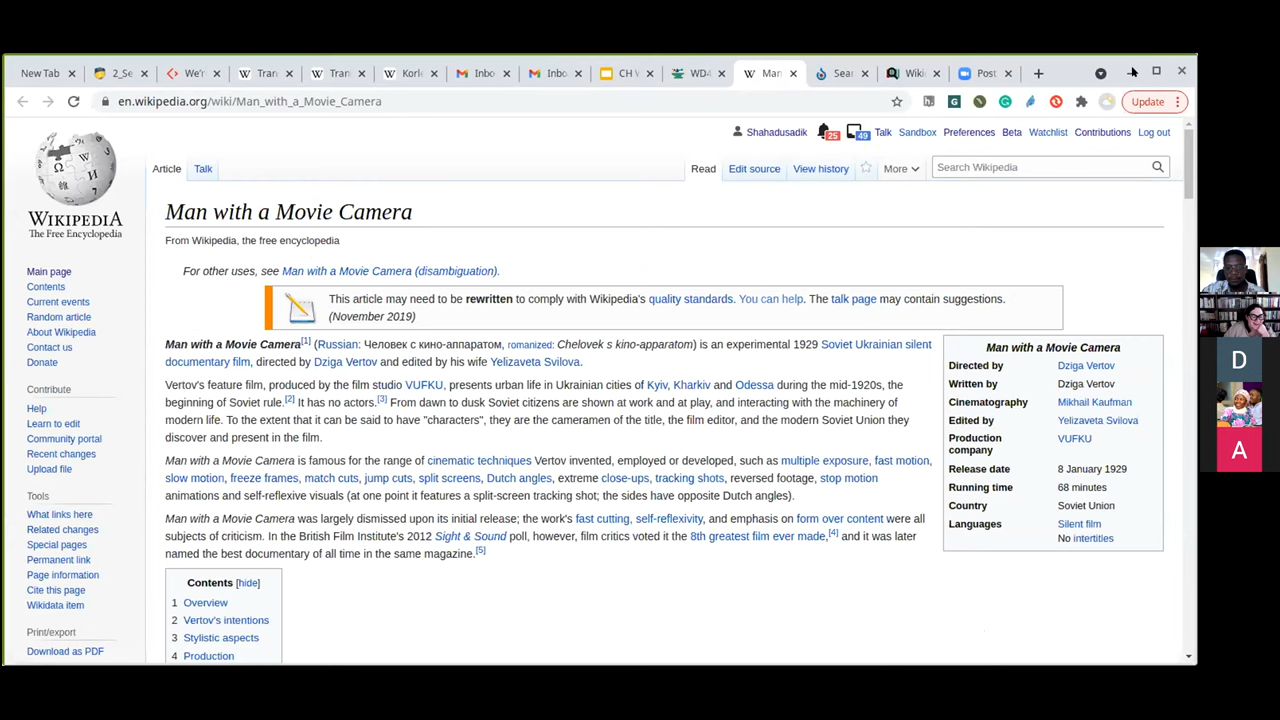 New Tab
2_Se
We'r
Tran
Tran
Korle
Inbo
Inbo
CH V
WD4
Man
Sear
Wiki
Post
en.wikipedia.org/wiki/Man_with_a_Movie_Camera
Update
Shahadusadik 25 49 Talk Sandbox Preferences Beta Watchlist Contributions Log out
Article Talk Read Edit source View history More Search Wikipedia
WIKIPEDIA
The Free Encyclopedia
Main page
Contents
Current events
Random article
About Wikipedia
Contact us
Donate
Contribute
Help
Learn to edit
Community portal
Recent changes
Upload file
Tools
What links here
Related changes
Special pages
Permanent link
Page information
Cite this page
Wikidata item
Print/export
Download as PDF
Man with a Movie Camera
From Wikipedia, the free encyclopedia
For other uses, see Man with a Movie Camera (disambiguation).
This article may need to be rewritten to comply with Wikipedia's quality standards. You can help. The talk page may contain suggestions.
(November 2019)
Man with a Movie Camera[1] (Russian: Человек с кино-аппаратом, romanized: Chelovek s kino-apparatom) is an experimental 1929 Soviet Ukrainian silent
documentary film, directed by Dziga Vertov and edited by his wife Yelizaveta Svilova.
Vertov's feature film, produced by the film studio VUFKU, presents urban life in Ukrainian cities of Kyiv, Kharkiv and Odessa during the mid-1920s, the
beginning of Soviet rule.[2] It has no actors.[3] From dawn to dusk Soviet citizens are shown at work and at play, and interacting with the machinery of
modern life. To the extent that it can be said to have "characters", they are the cameramen of the title, the film editor, and the modern Soviet Union they
discover and present in the film.
Man with a Movie Camera is famous for the range of cinematic techniques Vertov invented, employed or developed, such as multiple exposure, fast motion,
slow motion, freeze frames, match cuts, jump cuts, split screens, Dutch angles, extreme close-ups, tracking shots, reversed footage, stop motion
animations and self-reflexive visuals (at one point it features a split-screen tracking shot; the sides have opposite Dutch angles).
Man with a Movie Camera was largely dismissed upon its initial release; the work's fast cutting, self-reflexivity, and emphasis on form over content were all
subjects of criticism. In the British Film Institute's 2012 Sight & Sound poll, however, film critics voted it the 8th greatest film ever made,[4] and it was later
named the best documentary of all time in the same magazine.[5]
Man with a Movie Camera
Directed by Dziga Vertov
Written by Dziga Vertov
Cinematography Mikhail Kaufman
Edited by Yelizaveta Svilova
Production VUFKU
company
Release date 8 January 1929
Running time 68 minutes
Country Soviet Union
Languages Silent film
No intertitles
Contents [hide]
1 Overview
2 Vertov's intentions
3 Stylistic aspects
4 Production
D
A